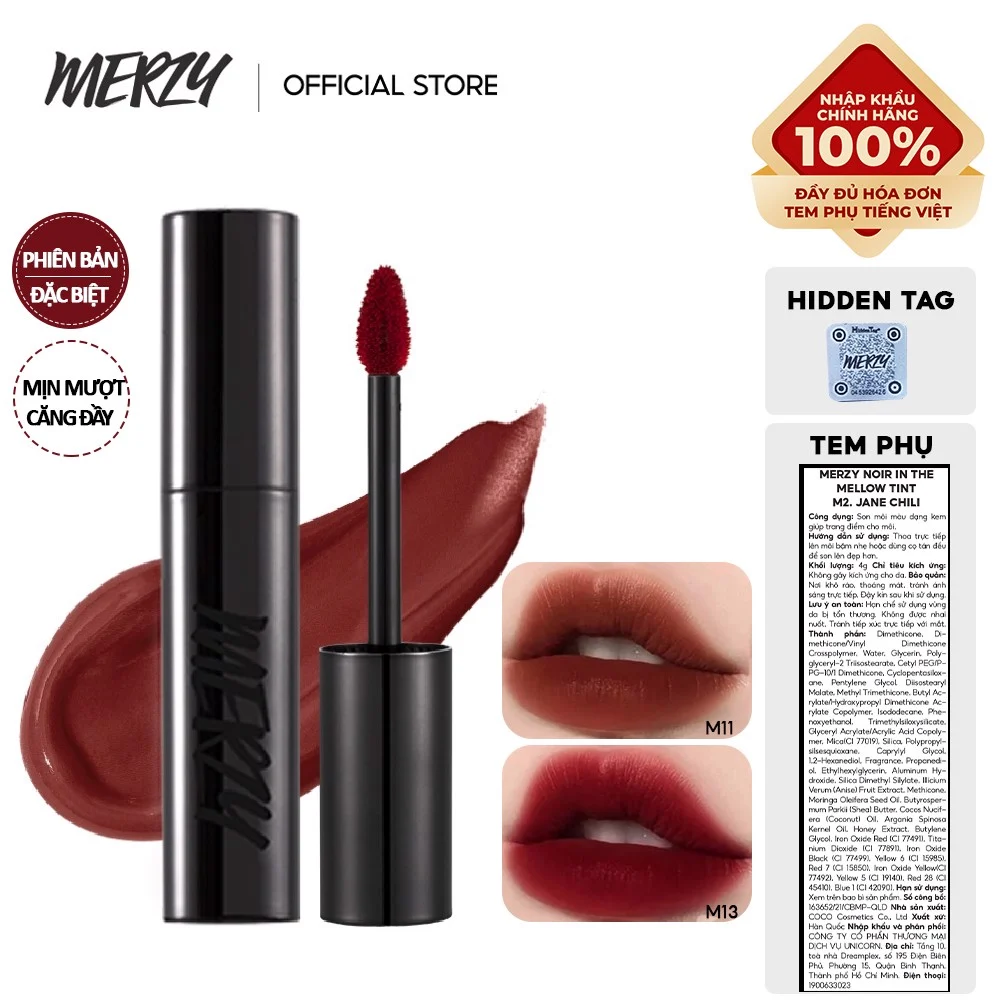 MERZY
OFFICIAL STORE
NHẬP KHẨU
CHÍNH HÃNG
100%
ĐẦY ĐỦ HÓA ĐƠN
TEM PHỤ TIẾNG VIỆT
PHIÊN BẢN
ĐẶC BIỆT
MỊN MƯỢT
CĂNG ĐẦY
MERZY
M11
M13
HIDDEN TAG
HiddenTag
MERZY
TEM PHỤ
MERZY NOIR IN THE
MELLOW TINT
M2. JANE CHILI
Công dụng: Son môi màu dạng kem
giúp trang điểm cho môi.
Hướng dẫn sử dụng: Thoa trực tiếp
lên môi bặm nhẹ hoặc dùng cọ tán đều
để son lên đẹp hơn.
Khối lượng: 4g Chỉ tiêu kích ứng:
Không gây kích ứng cho da. Bảo quản:
Nơi khô ráo, thoáng mát, tránh ánh
sáng trực tiếp. Đậy kín sau khi sử dụng.
Lưu ý an toàn: Hạn chế sử dụng vùng
da bị tổn thương. Không được nhai
nuốt. Tránh tiếp xúc trực tiếp với mắt.
Thành phần: Dimethicone, Di-
methicone/Vinyl Dimethicone
Crosspolymer, Water, Glycerin, Poly-
glyceryl-2 Triisostearate, Cetyl PEG/P-
PG-10/1 Dimethicone, Cyclopentasilox-
ane, Pentylene Glycol, Diisostearyl
Malate, Methyl Trimethicone, Butyl Ac-
rylate/Hydroxypropyl Dimethicone Ac-
rylate Copolymer, Isododecane, Phe-
noxyethanol, Trimethylsiloxysilicate,
Glyceryl Acrylate/Acrylic Acid Copoly-
mer, Mica(CI 77019), Silica, Polypropyl-
silsesquioxane, Caprylyl Glycol,
1,2-Hexanediol, Fragrance, Propanedi-
ol, Ethylhexylglycerin, Aluminum Hy-
droxide, Silica Dimethyl Silylate, Illicium
Verum (Anise) Fruit Extract, Methicone,
Moringa Oleifera Seed Oil, Butyrosper-
mum Parkii (Shea) Butter, Cocos Nucif-
era (Coconut) Oil, Argania Spinosa
Kernel Oil, Honey Extract, Butylene
Glycol, Iron Oxide Red (CI 77491), Tita-
nium Dioxide (CI 77891), Iron Oxide
Black (CI 77499), Yellow 6 (CI 15985),
Red 7 (CI 15850), Iron Oxide Yellow(CI
77492), Yellow 5 (CI 19140), Red 28 (CI
45410), Blue 1 (CI 42090). Hạn sử dụng:
Xem trên bao bì sản phẩm. Số công bố:
163652/21/CBMP-QLD Nhà sản xuất:
COCO Cosmetics Co., Ltd Xuất xứ:
Hàn Quốc Nhập khẩu và phân phối:
CÔNG TY CỔ PHẦN THƯƠNG MẠI
DỊCH VỤ UNICORN. Địa chỉ: Tầng 10,
toà nhà Dreamplex, số 195 Điện Biên
Phủ, Phường 15, Quận Bình Thạnh,
Thành phố Hồ Chí Minh. Điện thoại:
1900633023